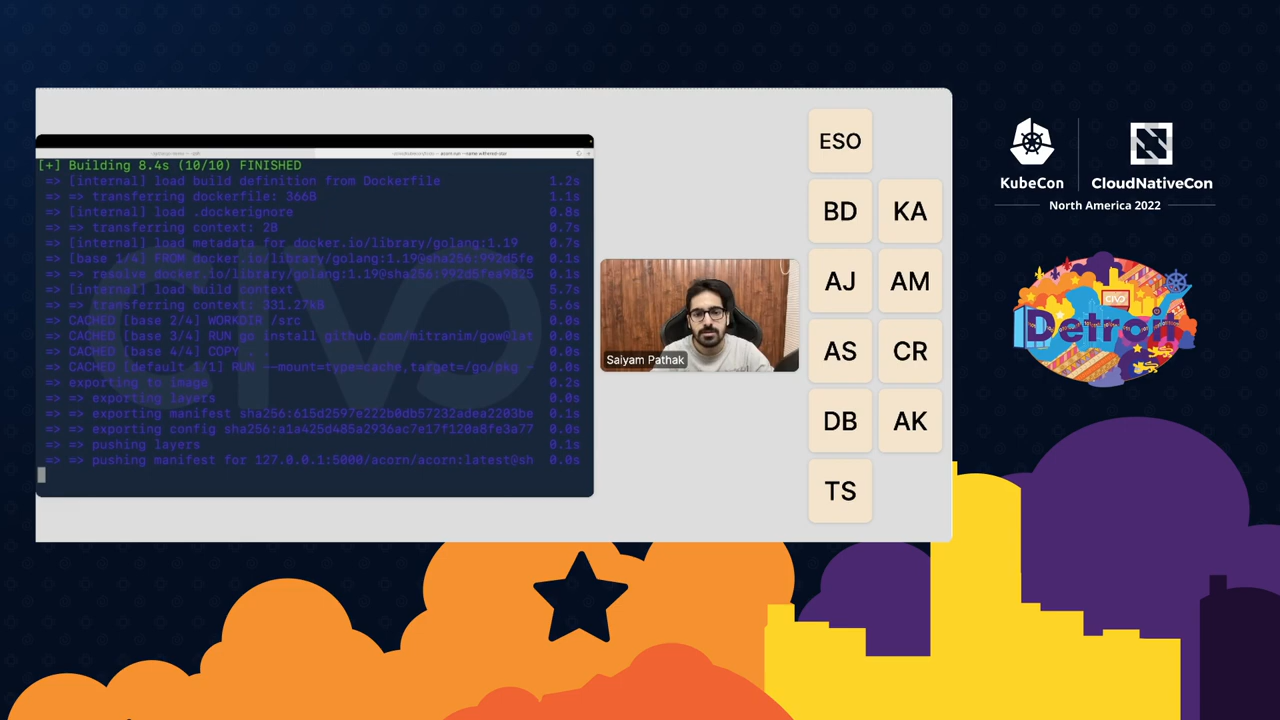 [+] Building 8.4s (10/10) FINISHED
=> [internal] load build definition from Dockerfile 1.2s
=> => transferring dockerfile: 366B 1.1s
=> [internal] load .dockerignore 0.8s
=> => transferring context: 2B 0.7s
=> [internal] load metadata for docker.io/library/golang:1.19 0.7s
=> [base 1/4] FROM docker.io/library/golang:1.19@sha256:992d5fe 0.1s
=> => resolve docker.io/library/golang:1.19@sha256:992d5fea9825 0.1s
=> [internal] load build context 5.7s
=> => transferring context: 331.27kB 5.6s
=> CACHED [base 2/4] WORKDIR /src 0.0s
=> CACHED [base 3/4] RUN go install github.com/mitranim/gow@lat 0.0s
=> CACHED [base 4/4] COPY . . 0.0s
=> CACHED [default 1/1] RUN --mount=type=cache,target=/go/pkg - 0.0s
=> exporting to image 0.2s
=> => exporting layers 0.0s
=> => exporting manifest sha256:615d2597e222b0db57232adea2203be 0.1s
=> => exporting config sha256:a1a425d485a2936ac7e17f120a8fe3a77 0.0s
=> => pushing layers 0.1s
=> => pushing manifest for 127.0.0.1:5000/acorn/acorn:latest@sh 0.0s
CIVO
Saiyam Pathak
ESO
BD KA
AJ AM
AS CR
DB AK
TS
KubeCon CloudNativeCon
North America 2022
CIVO
Detroit